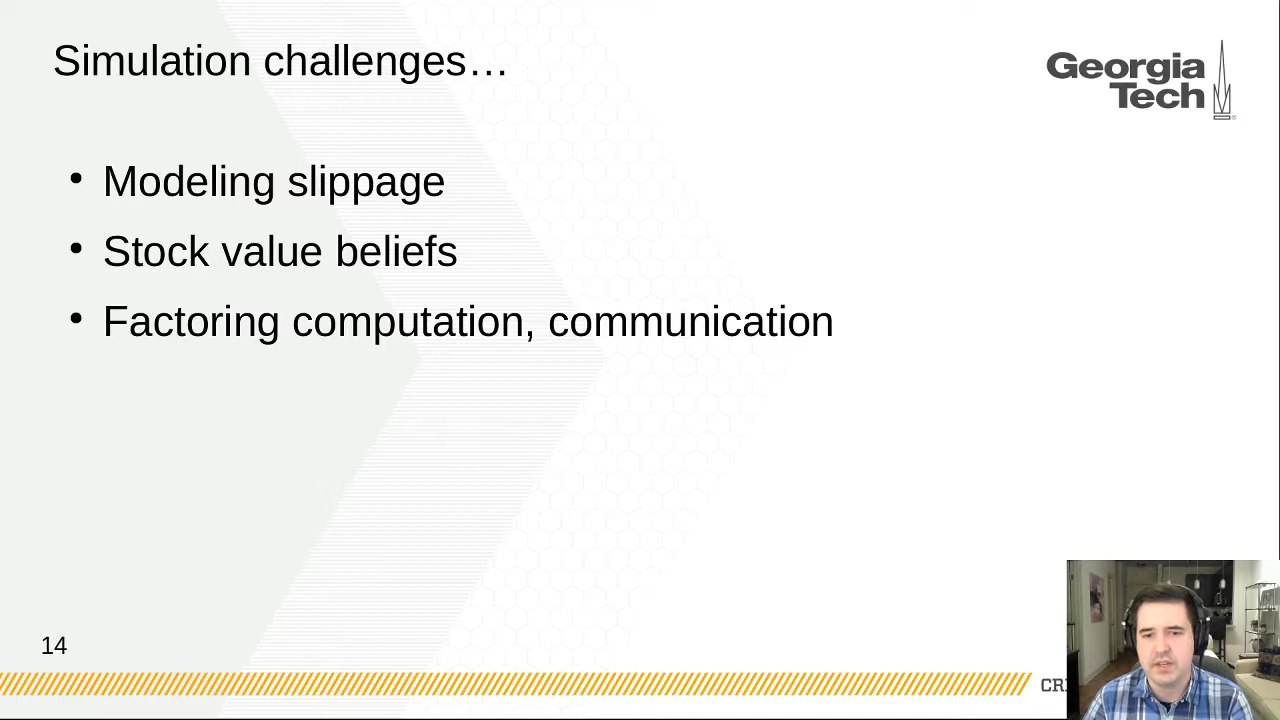 Simulation challenges…
Georgia
Tech
• Modeling slippage
• Stock value beliefs
• Factoring computation, communication
14